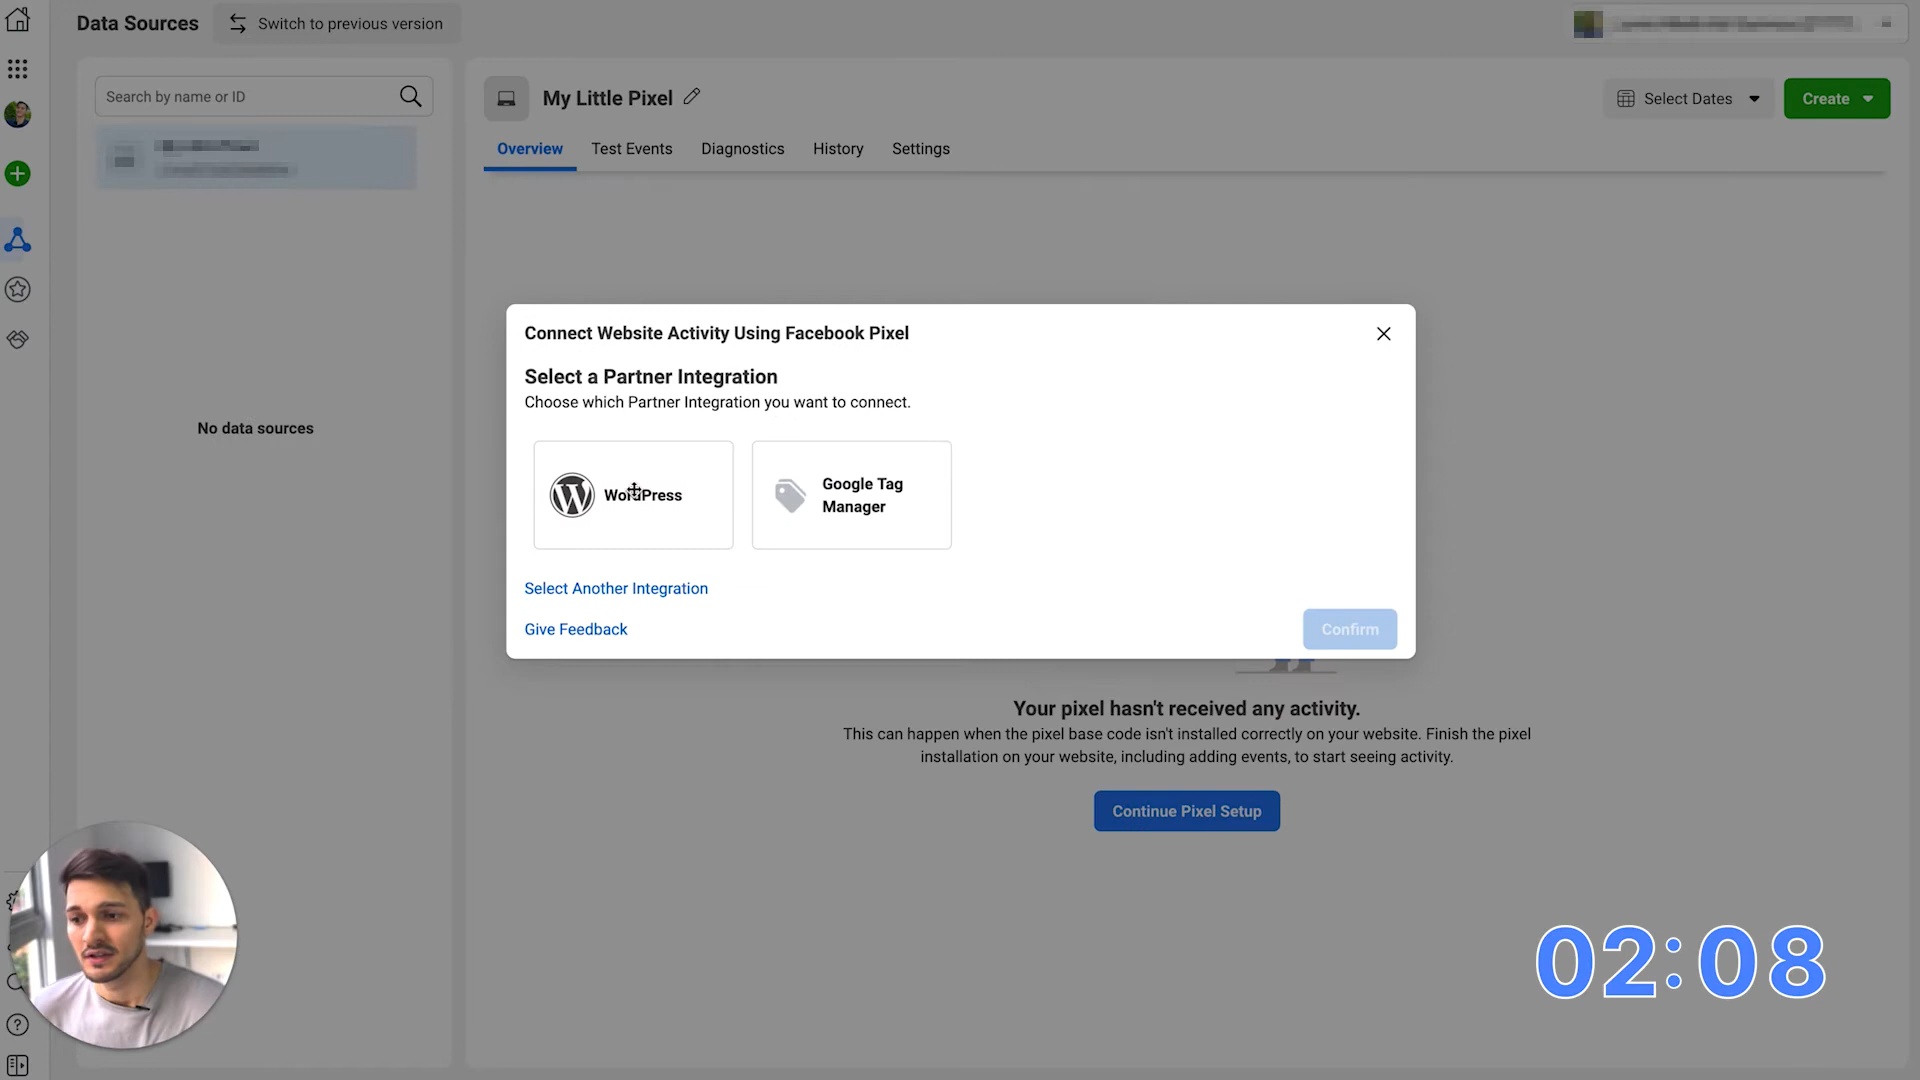 Data Sources
Switch to previous version
Search by name or ID
No data sources
My Little Pixel
Select Dates
Create
Overview
Test Events
Diagnostics
History
Settings
Connect Website Activity Using Facebook Pixel
Select a Partner Integration
Choose which Partner Integration you want to connect.
WordPress
Google Tag
Manager
Select Another Integration
Give Feedback
Confirm
Your pixel hasn't received any activity.
This can happen when the pixel base code isn't installed correctly on your website. Finish the pixel
installation on your website, including adding events, to start seeing activity.
Continue Pixel Setup
02:08